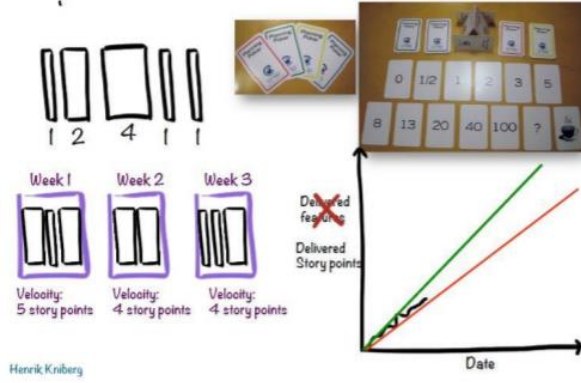 1 2 4 1 1
Planning
Poker
0 1/2 1 2 3 5
8 13 20 40 100 ?
Week 1 Week 2 Week 3
Velocity: Velocity: Velocity:
5 story points 4 story points 4 story points
Delivered
features
Delivered
Story points
Date
Henrik Kniberg